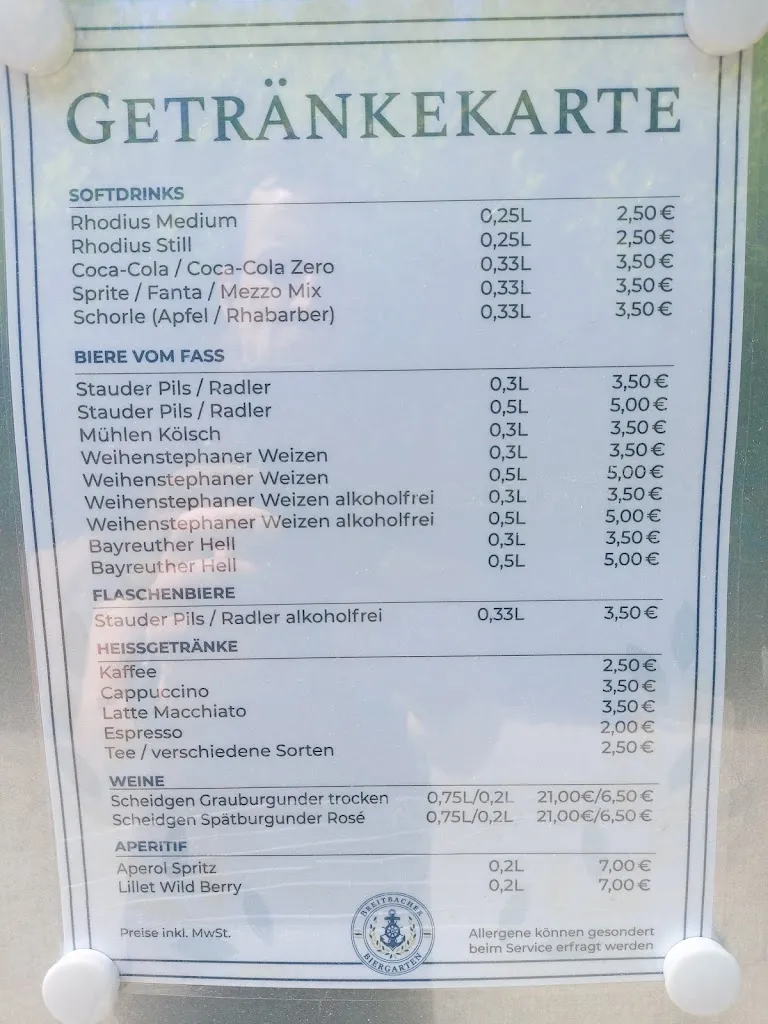 GETRÄNKEKARTE
SOFTDRINKS
Rhodius Medium 0,25L 2,50 €
Rhodius Still 0,25L 2,50 €
Coca-Cola / Coca-Cola Zero 0,33L 3,50 €
Sprite / Fanta / Mezzo Mix 0,33L 3,50 €
Schorle (Apfel / Rhabarber) 0,33L 3,50 €
BIERE VOM FASS
Stauder Pils / Radler 0,3L 3,50 €
Stauder Pils / Radler 0,5L 5,00 €
Mühlen Kölsch 0,3L 3,50 €
Weihenstephaner Weizen 0,3L 3,50 €
Weihenstephaner Weizen 0,5L 5,00 €
Weihenstephaner Weizen alkoholfrei 0,3L 3,50 €
Weihenstephaner Weizen alkoholfrei 0,5L 5,00 €
Bayreuther Hell 0,3L 3,50 €
Bayreuther Hell 0,5L 5,00 €
FLASCHENBIERE
Stauder Pils / Radler alkoholfrei 0,33L 3,50 €
HEISSGETRÄNKE
Kaffee 2,50 €
Cappuccino 3,50 €
Latte Macchiato 3,50 €
Espresso 2,00 €
Tee / verschiedene Sorten 2,50 €
WEINE
Scheidgen Grauburgunder trocken 0,75L/0,2L 21,00€/6,50 €
Scheidgen Spätburgunder Rosé 0,75L/0,2L 21,00€/6,50 €
APERITIF
Aperol Spritz 0,2L 7,00 €
Lillet Wild Berry 0,2L 7,00 €
Preise inkl. MwSt.
BREITBACHER
BIERGARTEN
Allergene können gesondert
beim Service erfragt werden